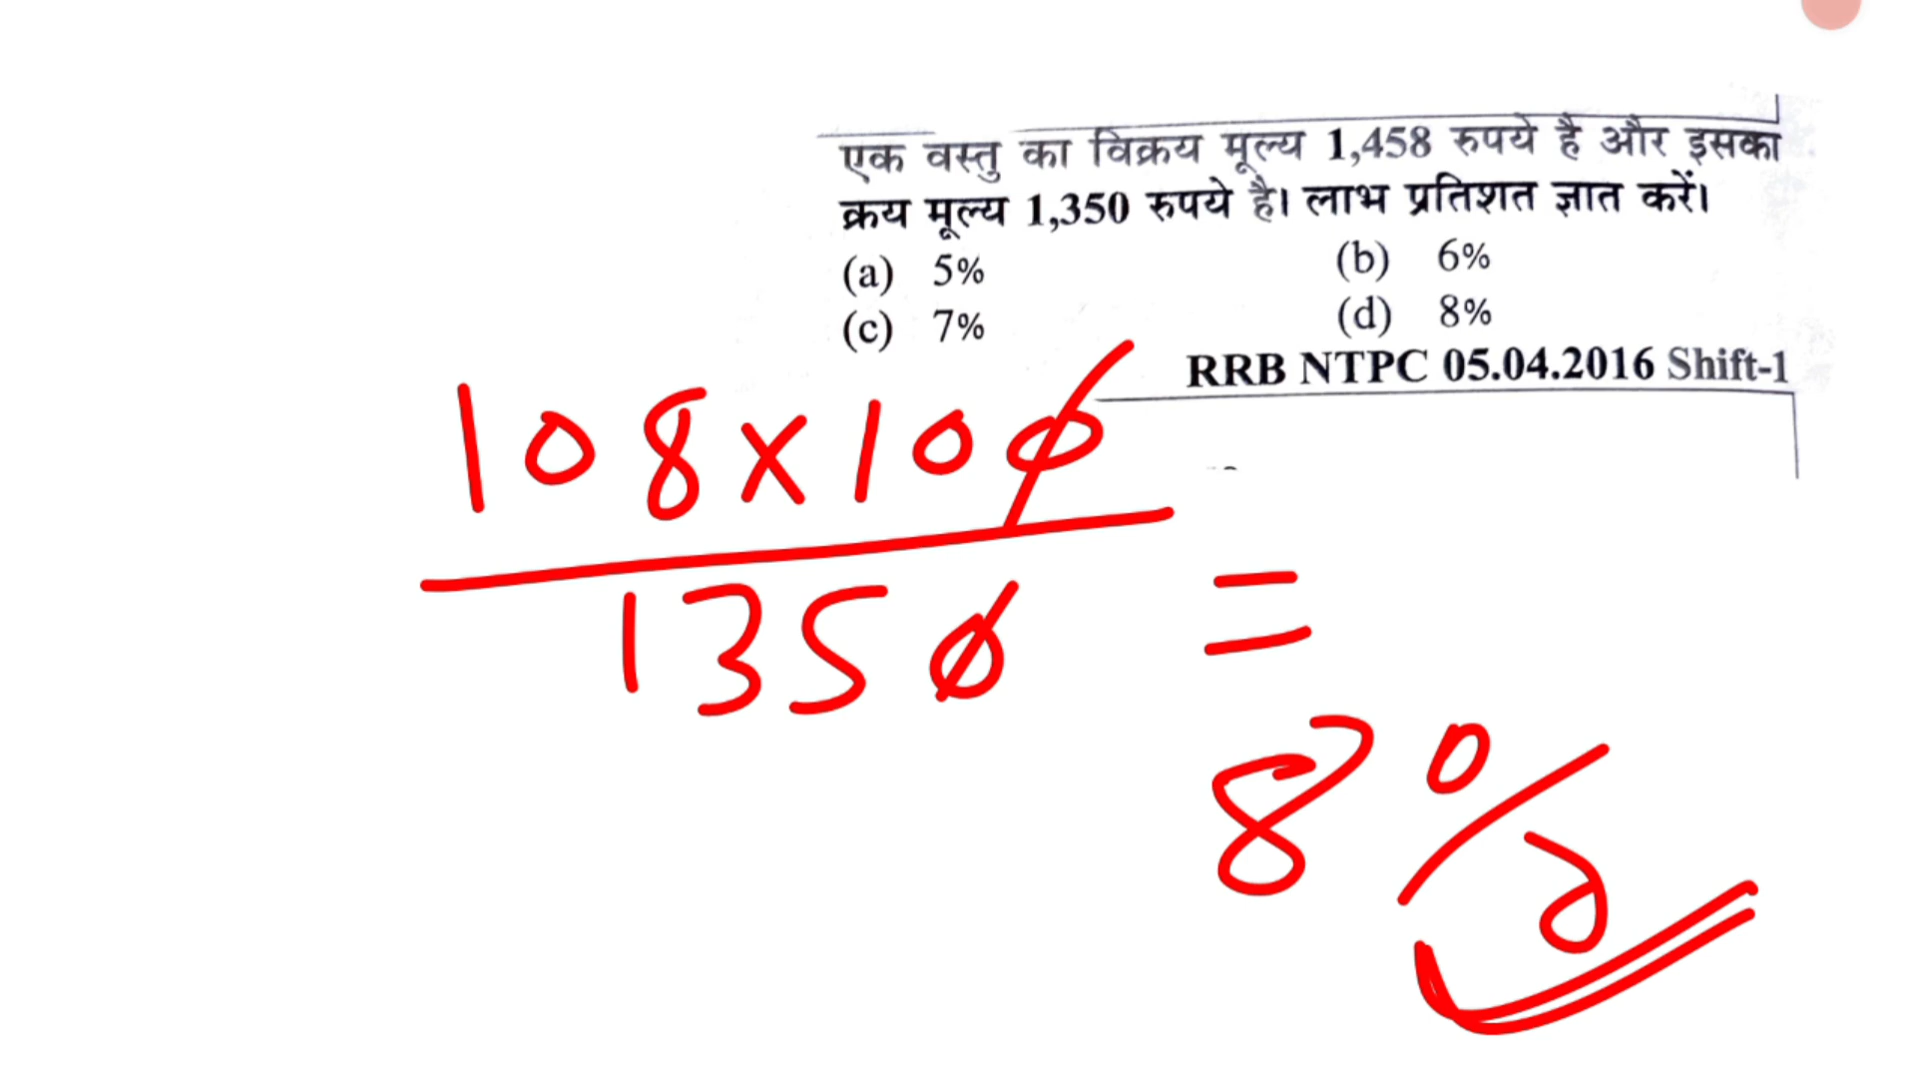 एक वस्तु का विक्रय मूल्य 1,458 रुपये है और इसका
क्रय मूल्य 1,350 रुपये है। लाभ प्रतिशत ज्ञात करें।
(a) 5% (b) 6%
(c) 7% (d) 8%
RRB NTPC 05.04.2016 Shift-1
108×100
1350
=
8%